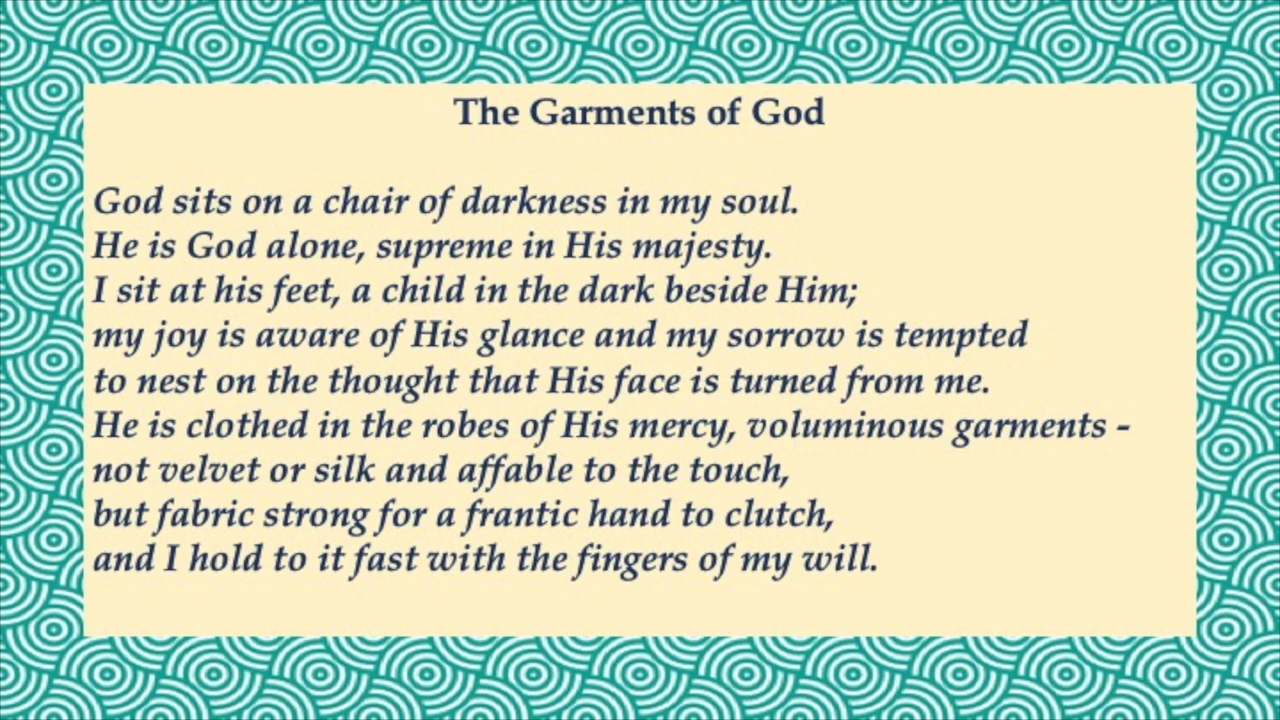 The Garments of God
God sits on a chair of darkness in my soul.
He is God alone, supreme in His majesty.
I sit at his feet, a child in the dark beside Him;
my joy is aware of His glance and my sorrow is tempted
to nest on the thought that His face is turned from me.
He is clothed in the robes of His mercy, voluminous garments -
not velvet or silk and affable to the touch,
but fabric strong for a frantic hand to clutch,
and I hold to it fast with the fingers of my will.